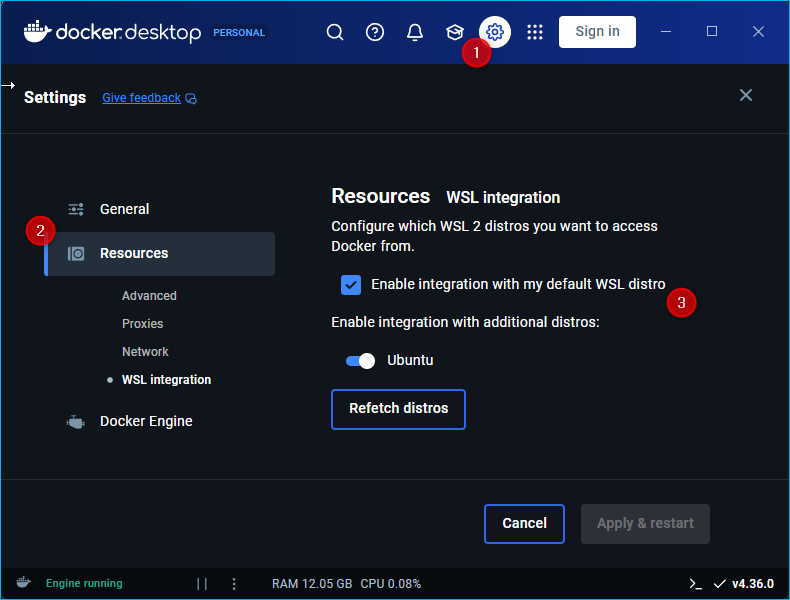 docker.desktop PERSONAL Sign in
1
Settings Give feedback
Resources WSL integration
General
Configure which WSL 2 distros you want to access
Docker from.
2
Resources
Enable integration with my default WSL distro
3
Advanced
Proxies
Enable integration with additional distros:
Network
Ubuntu
WSL integration
Refetch distros
Docker Engine
Cancel Apply & restart
Engine running RAM 12.05 GB CPU 0.08% v4.36.0